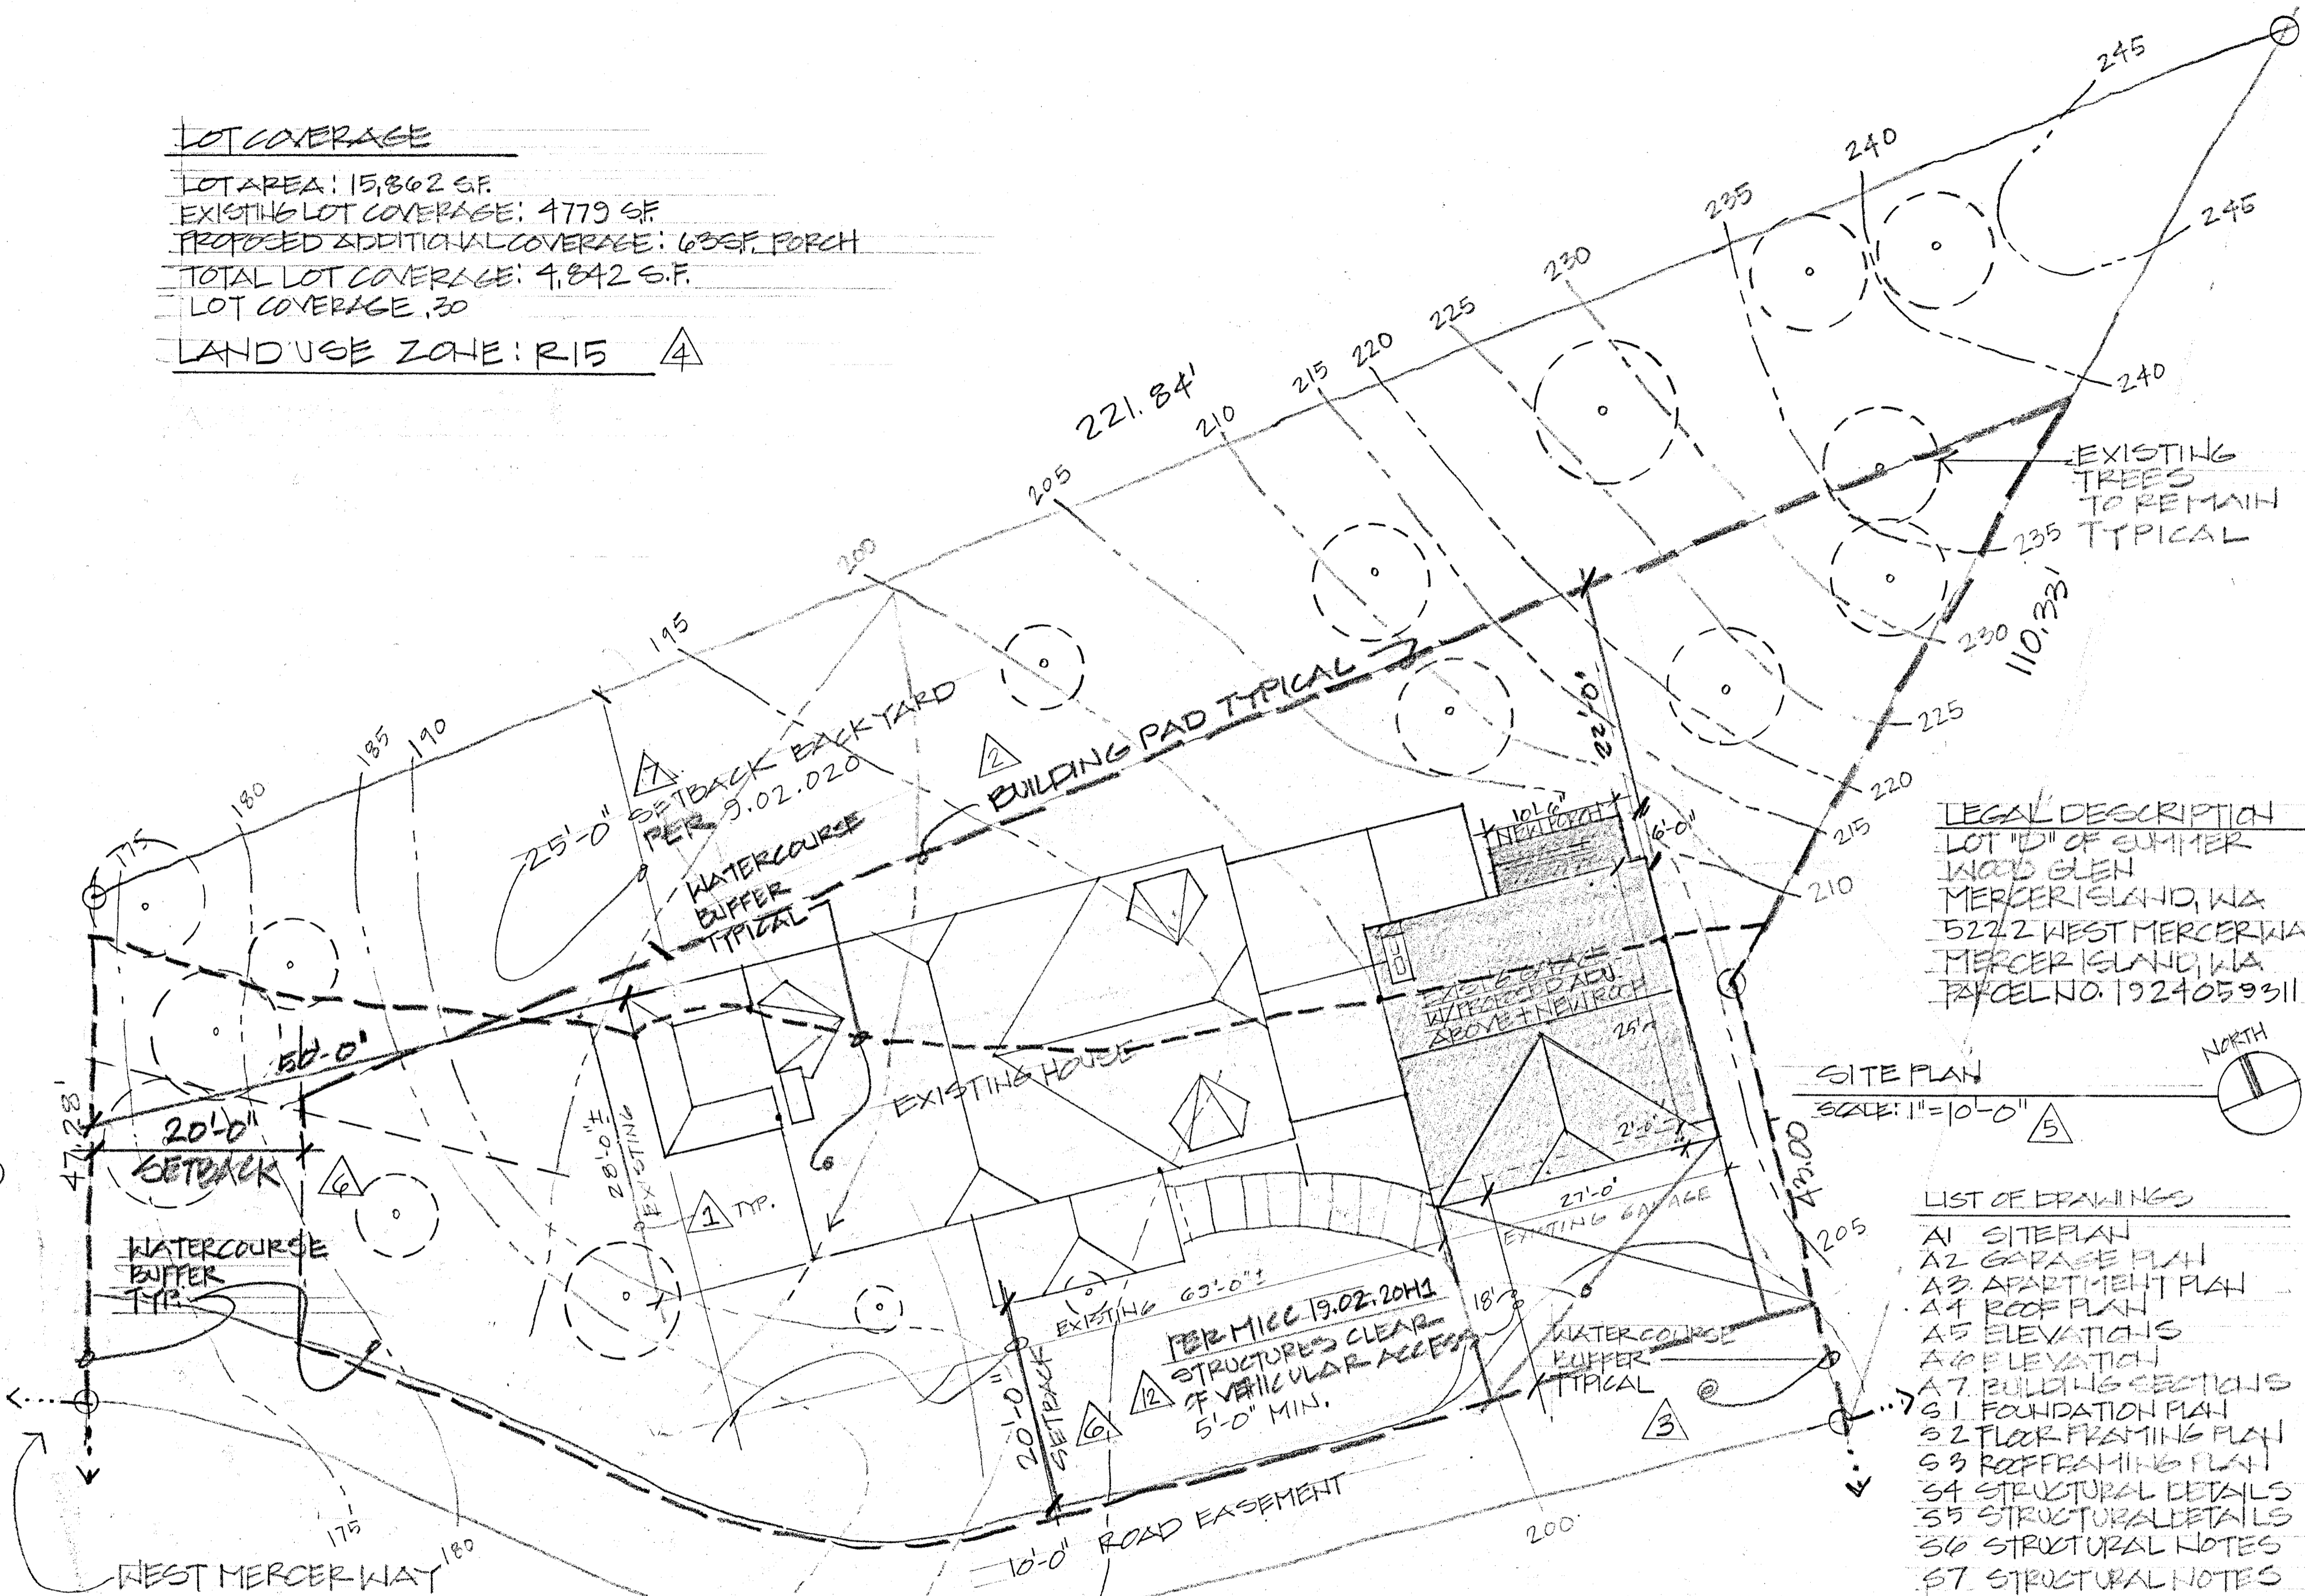 LOT COVERAGE
LOT AREA: 15,862 S.F.
EXISTING LOT COVERAGE: 4779 S.F.
PROPOSED ADDITIONAL COVERAGE: 63 S.F. PORCH
TOTAL LOT COVERAGE: 4,842 S.F.
LOT COVERAGE .30
LAND USE ZONE: R15
4
245
240
235
230
225
220
215
210
205
200
195
190
185
180
175
221.84'
245
240
EXISTING
TREES
TO REMAIN
TYPICAL
235
230
110.33'
225
220
215
210
7
25'-0" SETBACK BACKYARD
PER 9.02.020
WATERCOURSE
BUFFER
TYPICAL
2
BUILDING PAD TYPICAL
22'-0"
10'-6"
NEW PORCH
6'-0"
EXIST'G GARAGE
W/PROPOSED ADU
ABOVE + NEW ROOF
25'
2'-0"
27'-0"
EXISTING GARAGE
EXISTING HOUSE
50'-0"
20'-0"
SETBACK
6
47'.28'
28'-0"±
EXISTING
1 TYP.
WATERCOURSE
BUFFER
TYP.
EXISTING 69'-0"±
PER MICC 19.02.20H1
STRUCTURES CLEAR
OF VEHICULAR ACCESS
5'-0" MIN.
12
18'
20'-0"
SETBACK
6
WATERCOURSE
BUFFER
TYPICAL
3
43.00
205
200
10'-0" ROAD EASEMENT
175
180
WEST MERCER WAY
LEGAL DESCRIPTION
LOT "D" OF SUMMER
WOOD GLEN
MERCER ISLAND, WA
5222 WEST MERCER WA
MERCER ISLAND, WA
PARCEL NO. 1924059311
NORTH
SITE PLAN
SCALE: 1"=10'-0"
5
LIST OF DRAWINGS
A1 SITE PLAN
A2 GARAGE PLAN
A3 APARTMENT PLAN
A4 ROOF PLAN
A5 ELEVATIONS
A6 ELEVATION
A7 BUILDING SECTIONS
S1 FOUNDATION PLAN
S2 FLOOR FRAMING PLAN
S3 ROOF FRAMING PLAN
S4 STRUCTURAL DETAILS
S5 STRUCTURAL DETAILS
S6 STRUCTURAL NOTES
S7 STRUCTURAL NOTES